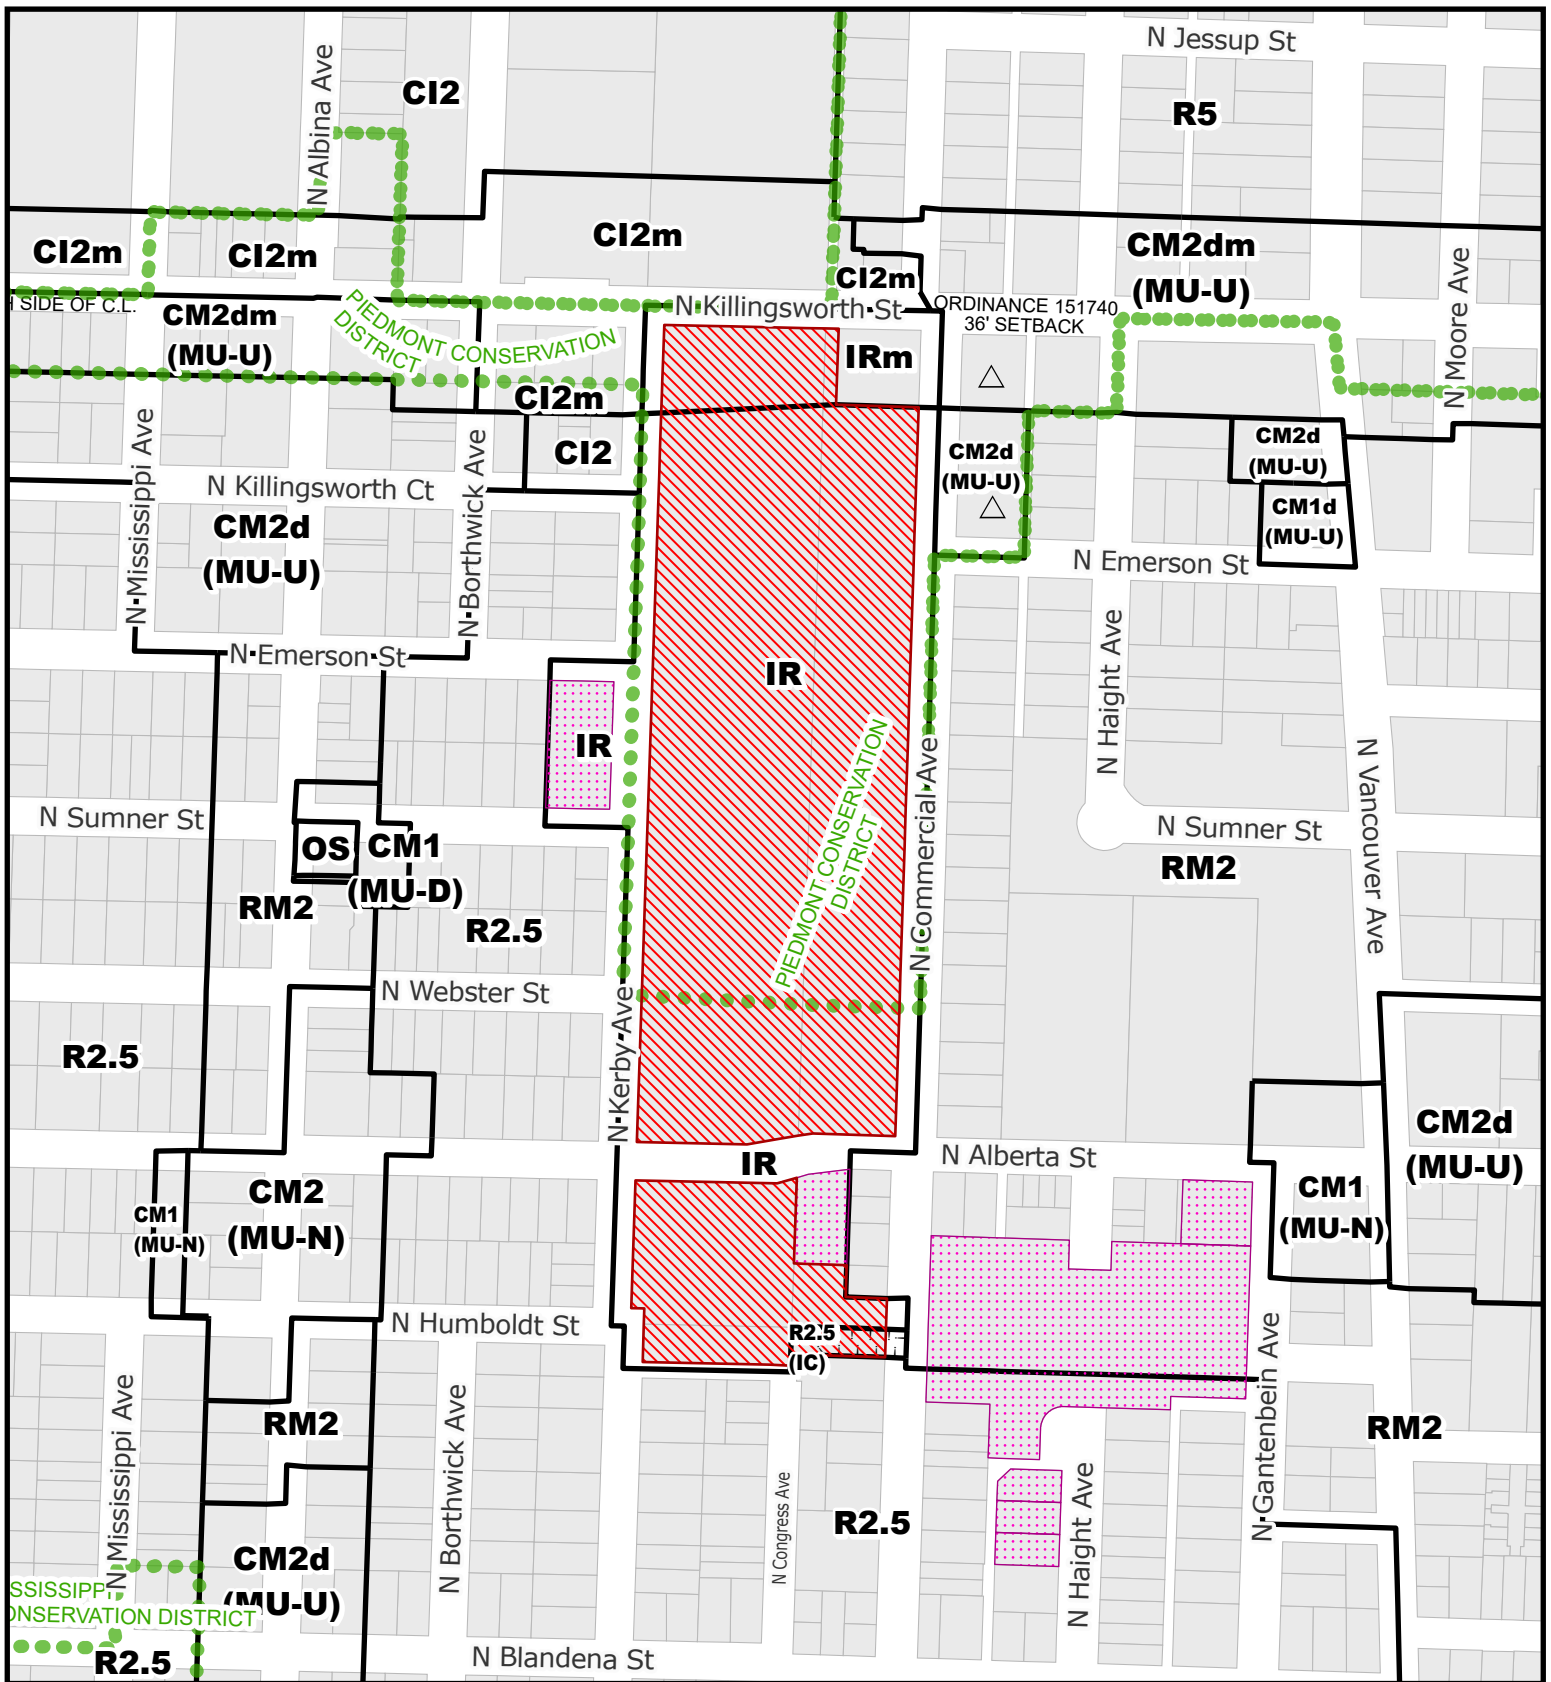 N Jessup St
N Albina Ave
CI2
R5
CI2m
CI2m
CI2m
CI2m
CM2dm
(MU-U)
N Moore Ave
H SIDE OF C.L.
CM2dm
(MU-U)
PIEDMONT CONSERVATION
DISTRICT
N Killingsworth St
ORDINANCE 151740
36' SETBACK
IRm
CI2m
CI2
N Mississippi Ave
N Borthwick Ave
N Killingsworth Ct
CM2d
(MU-U)
CM2d
(MU-U)
CM2d
(MU-U)
CM1d
(MU-U)
N Emerson St
N Emerson St
N Haight Ave
IR
IR
N Sumner St
OS
CM1
(MU-D)
RM2
R2.5
PIEDMONT CONSERVATION
DISTRICT
N Commercial Ave
N Sumner St
RM2
N Vancouver Ave
N Webster St
N Kerby Ave
R2.5
CM2d
(MU-U)
IR
N Alberta St
CM1
(MU-N)
CM2
(MU-N)
CM1
(MU-N)
N Humboldt St
R2.5
(IC)
N Gantenbein Ave
N Mississippi Ave
RM2
N Borthwick Ave
RM2
N Congress Ave
R2.5
N Haight Ave
CM2d
(MU-U)
SSISSIPPI
ONSERVATION DISTRICT
R2.5
N Blandena St